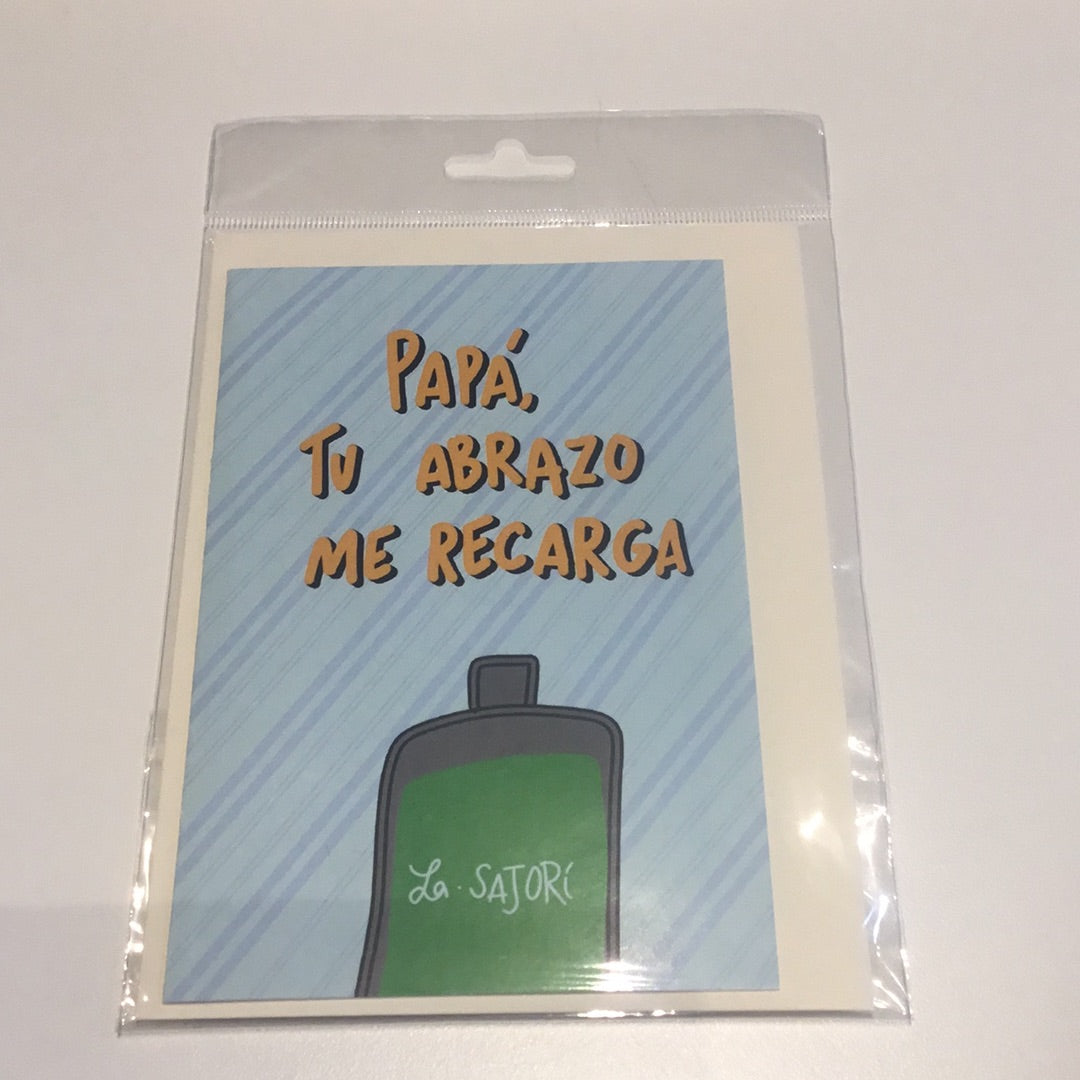 PAPÁ,
TU ABRAZO
ME RECARGA
La. SAJORÍ